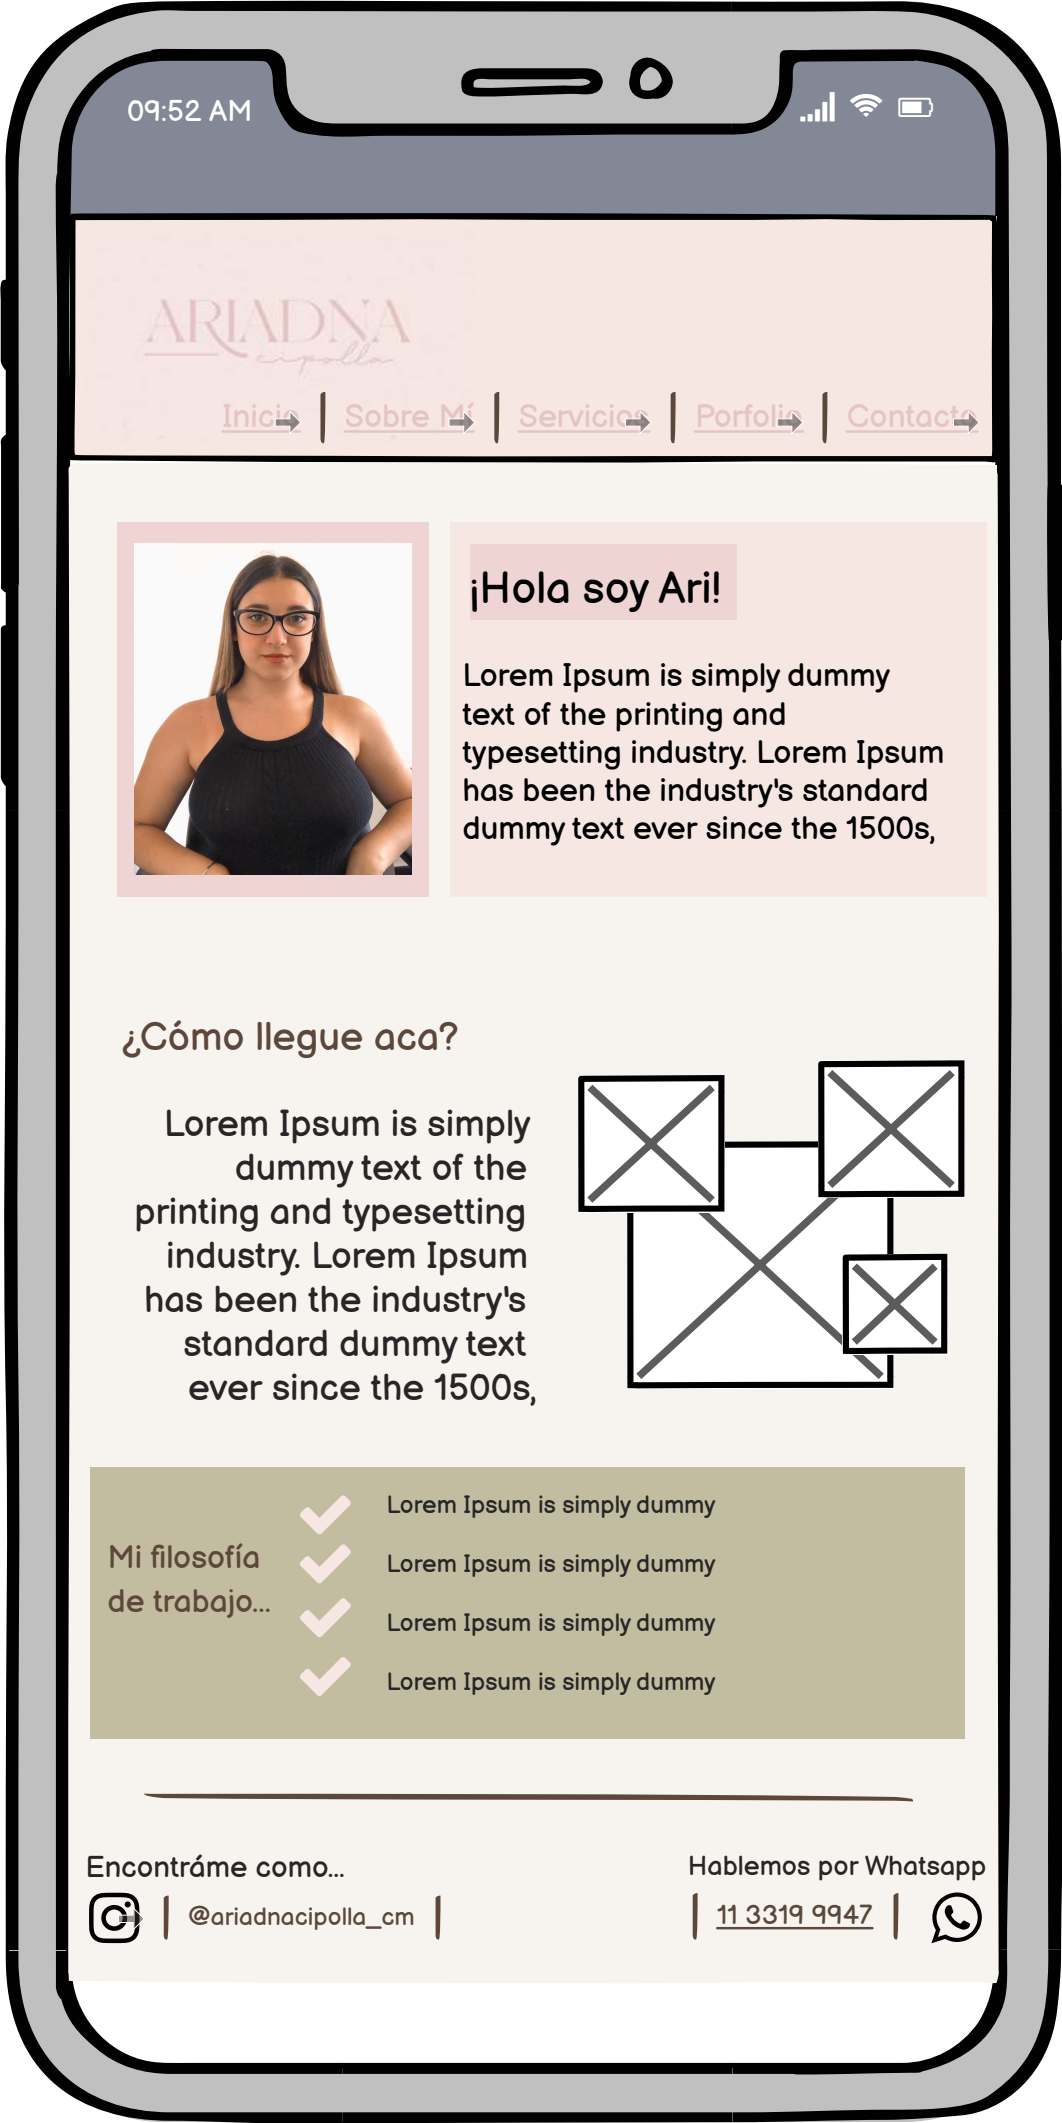 09:52 AM
ARIADNA
cipolla
Inicio
Sobre Mí
Servicios
Porfolio
Contacto
¡Hola soy Ari!
Lorem Ipsum is simply dummy
text of the printing and
typesetting industry. Lorem Ipsum
has been the industry's standard
dummy text ever since the 1500s,
¿Cómo llegue aca?
Lorem Ipsum is simply
dummy text of the
printing and typesetting
industry. Lorem Ipsum
has been the industry's
standard dummy text
ever since the 1500s,
Mi filosofía
de trabajo...
Lorem Ipsum is simply dummy
Lorem Ipsum is simply dummy
Lorem Ipsum is simply dummy
Lorem Ipsum is simply dummy
Encontráme como...
@ariadnacipolla_cm
Hablemos por Whatsapp
11 3319 9947